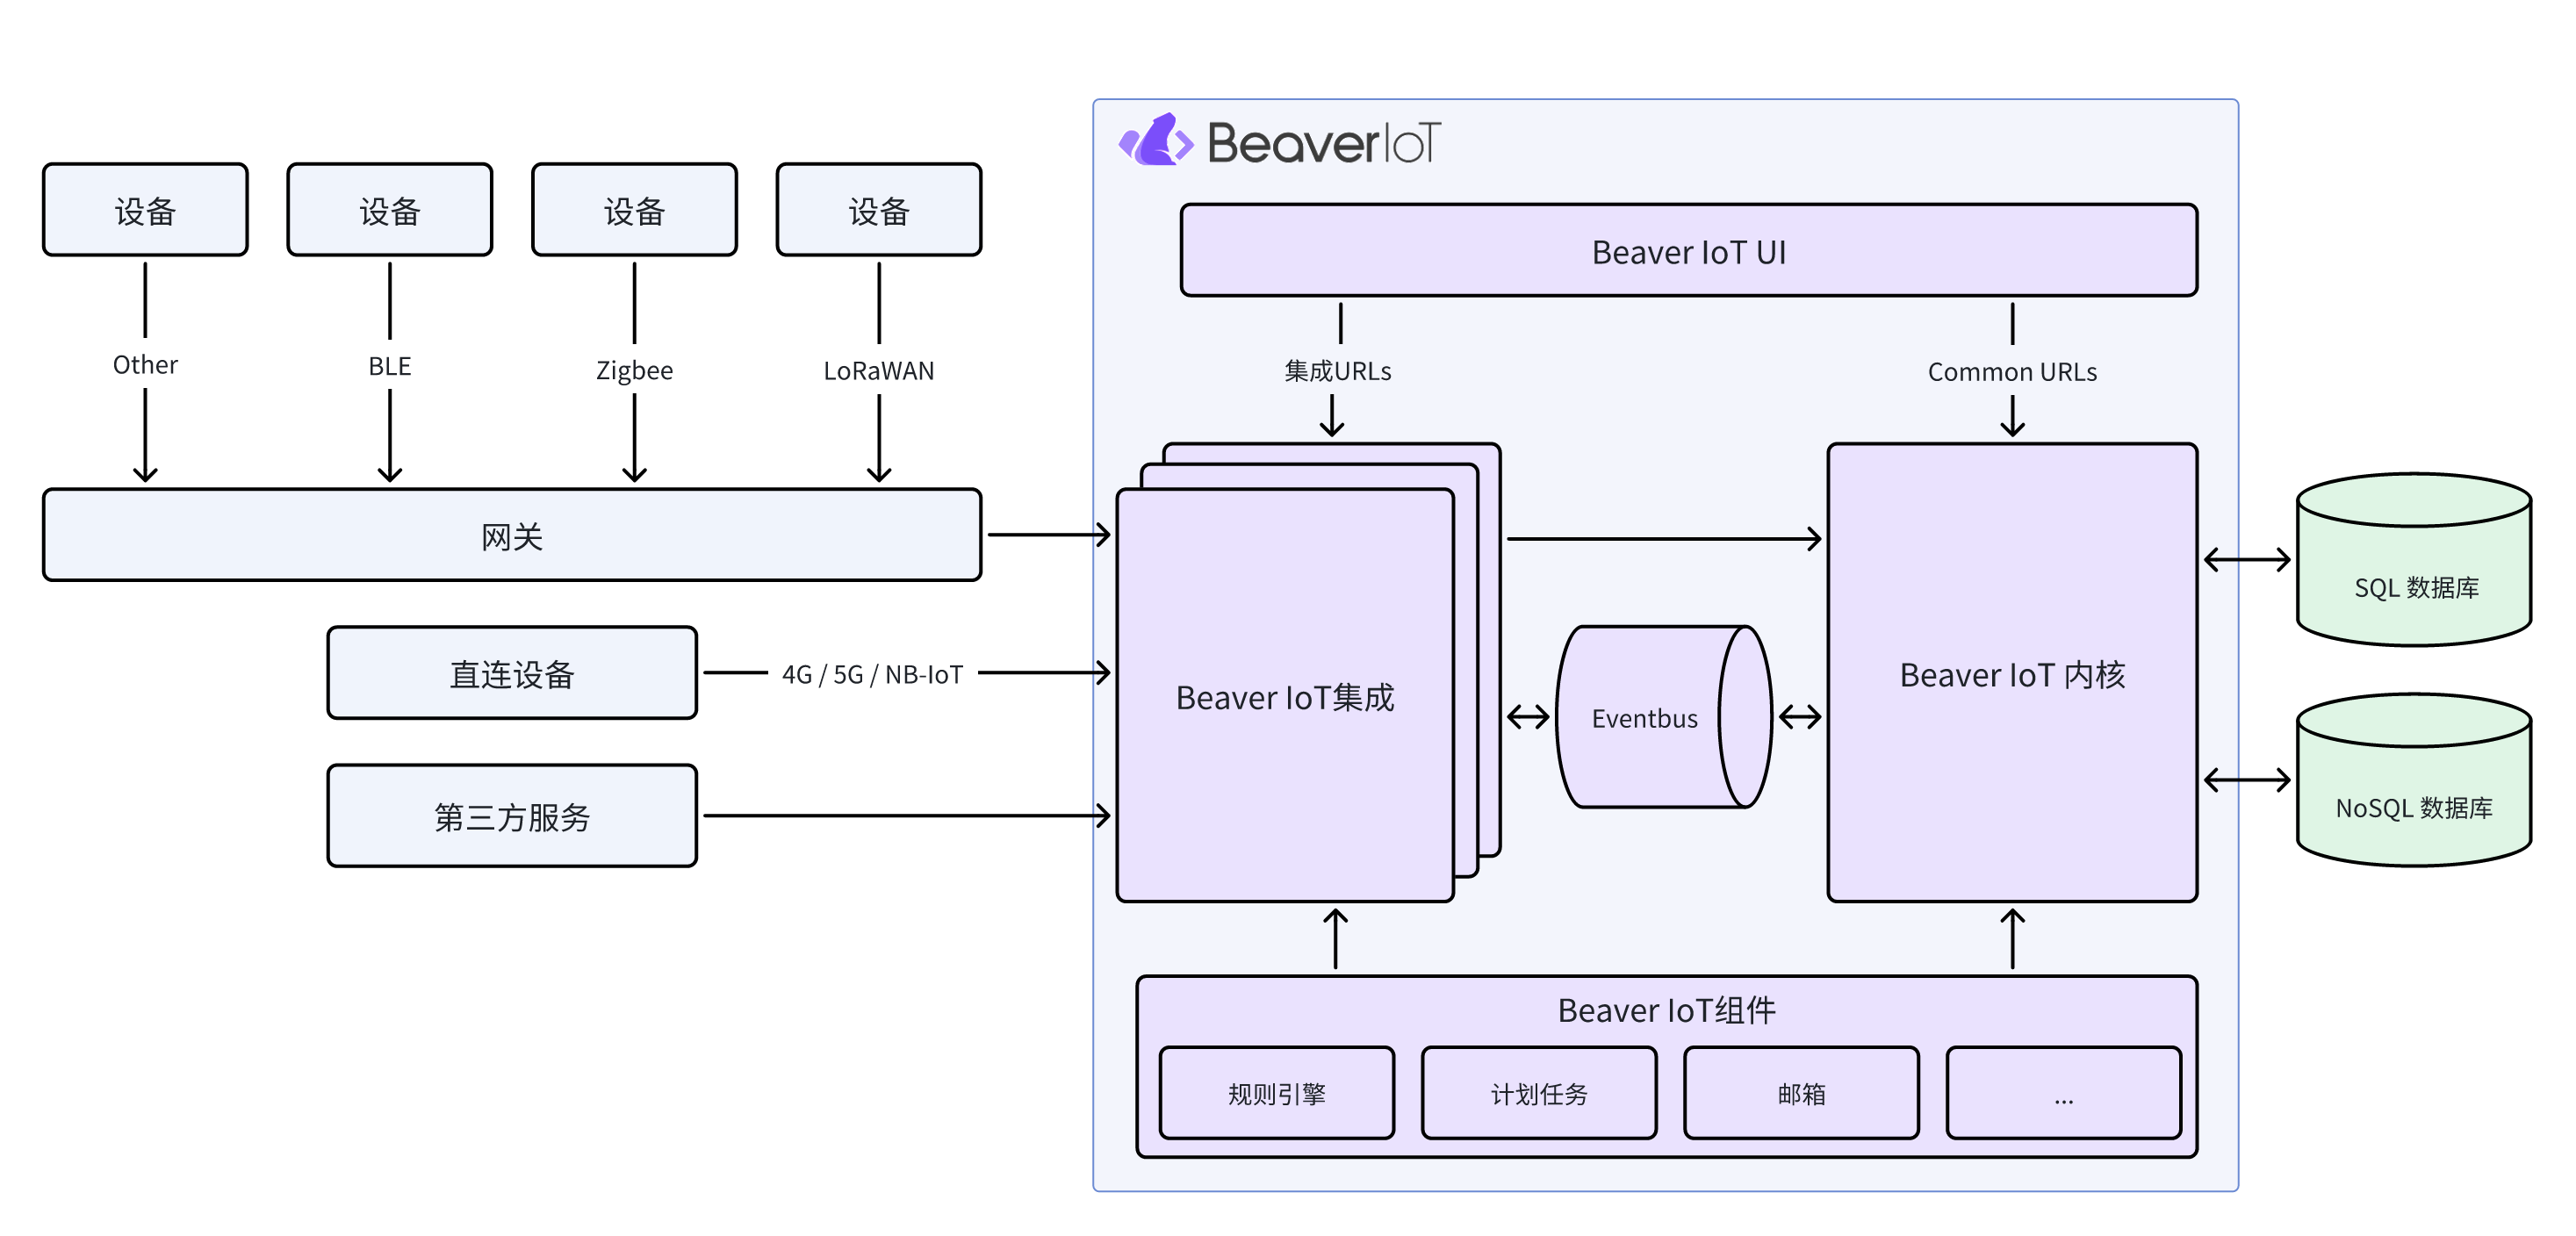 BeaverIoT
设备
设备
设备
设备
Beaver IoT UI
Other
BLE
Zigbee
LoRaWAN
集成URLs
Common URLs
网关
SQL 数据库
直连设备
4G / 5G / NB-IoT
Beaver IoT集成
Eventbus
Beaver IoT 内核
第三方服务
NoSQL 数据库
Beaver IoT组件
规则引擎
计划任务
邮箱
...